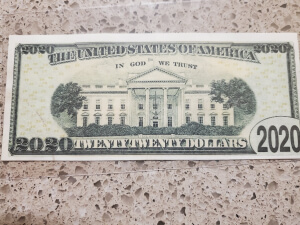 2020 THE UNITED STATES OF AMERICA 2020
IN GOD WE TRUST
2020 TWENTY TWENTY DOLLARS 2020